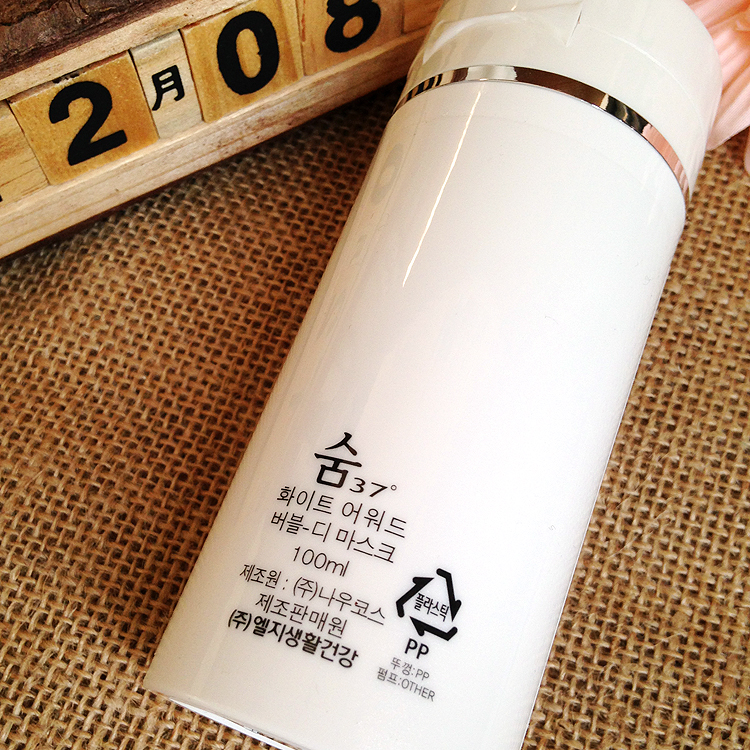 2月08
숨37°
화이트 어워드
버블-디 마스크
100ml
제조원 : (주)나우코스
제조판매원
(주)엘지생활건강
플라스틱
PP
뚜껑:PP
펌프:OTHER